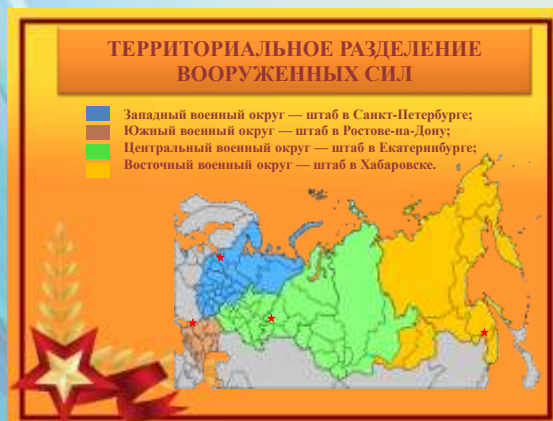 ТЕРРИТОРИАЛЬНОЕ РАЗДЕЛЕНИЕ
ВООРУЖЕННЫХ СИЛ
Западный военный округ — штаб в Санкт-Петербурге;
Южный военный округ — штаб в Ростове-на-Дону;
Центральный военный округ — штаб в Екатеринбурге;
Восточный военный округ — штаб в Хабаровске.